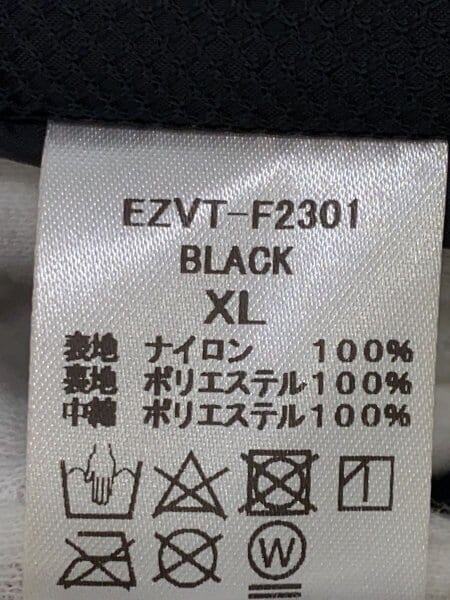 EZVT-F2301
BLACK
XL
表地 ナイロン 100%
裏地 ポリエステル100%
中綿 ポリエステル100%
W